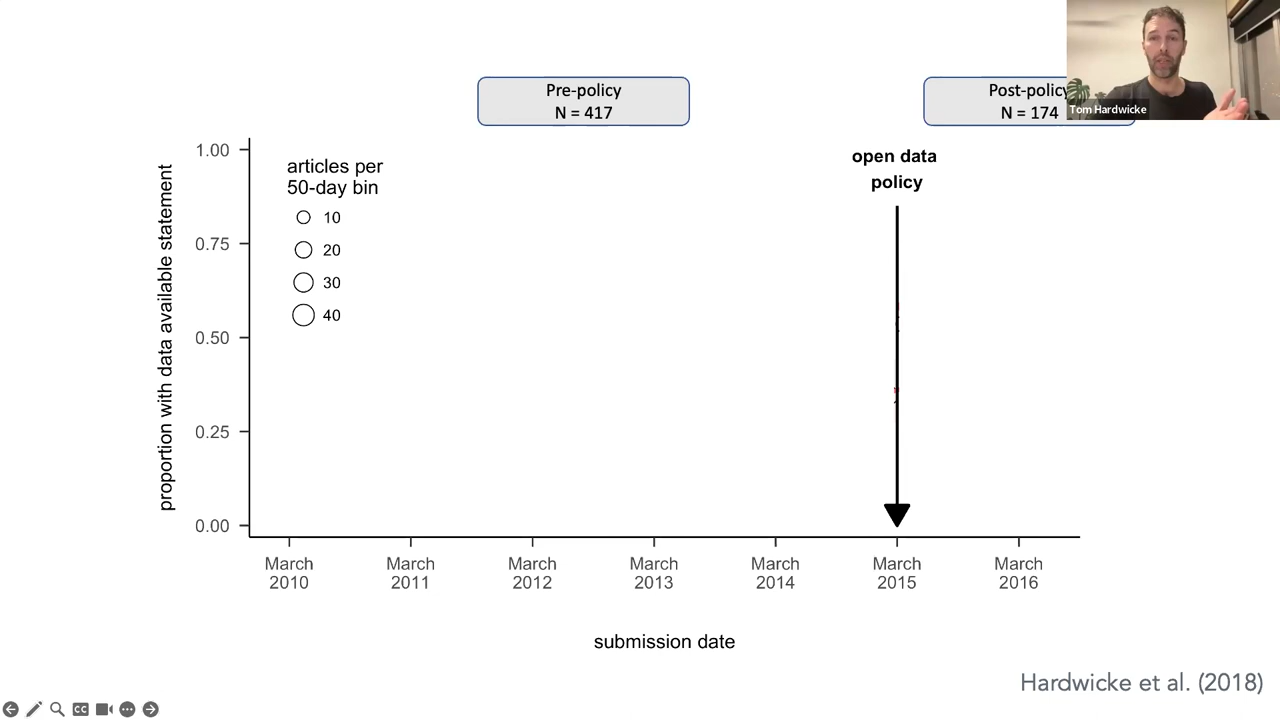 Pre-policy
N = 417
Post-policy
N = 174
Tom Hardwicke
open data
policy
articles per
50-day bin
10
20
30
40
proportion with data available statement
1.00
0.75
0.50
0.25
0.00
March
2010
March
2011
March
2012
March
2013
March
2014
March
2015
March
2016
submission date
Hardwicke et al. (2018)
CC